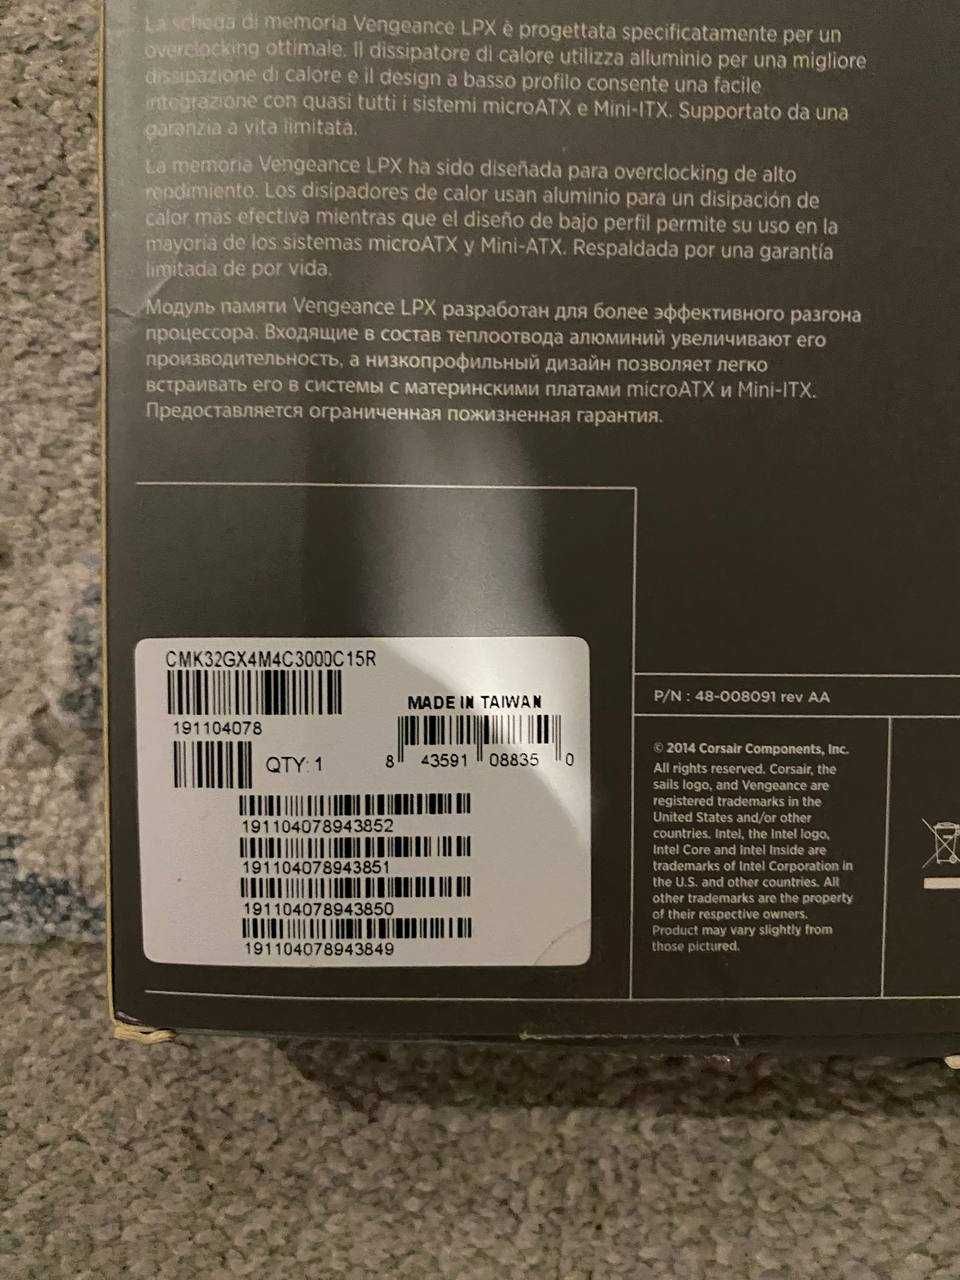 La scheda di memoria Vengeance LPX è progettata specificatamente per un
overclocking ottimale. Il dissipatore di calore utilizza alluminio per una migliore
dissipazione di calore e il design a basso profilo consente una facile
integrazione con quasi tutti i sistemi microATX e Mini-ITX. Supportato da una
garanzia a vita limitata.
La memoria Vengeance LPX ha sido diseñada para overclocking de alto
rendimiento. Los disipadores de calor usan aluminio para un disipación de
calor mas efectiva mientras que el diseño de bajo perfil permite su uso en la
mayoría de los sistemas microATX y Mini-ATX. Respaldada por una garantía
limitada de por vida.
Модуль памяти Vengeance LPX разработан для более эффективного разгона
процессора. Входящие в состав теплоотвода алюминий увеличивают его
производительность, а низкопрофильный дизайн позволяет легко
встраивать его в системы с материнскими платами microATX и Mini-ITX.
Предоставляется ограниченная пожизненная гарантия.
CMK32GX4M4C3000C15R
191104078
QTY: 1
MADE IN TAIWAN
8 43591 08835 0
191104078943852
191104078943851
191104078943850
191104078943849
P/N : 48-008091 rev AA
© 2014 Corsair Components, Inc.
All rights reserved. Corsair, the
sails logo, and Vengeance are
registered trademarks in the
United States and/or other
countries. Intel, the Intel logo,
Intel Core and Intel Inside are
trademarks of Intel Corporation in
the U.S. and other countries. All
other trademarks are the property
of their respective owners.
Product may vary slightly from
those pictured.